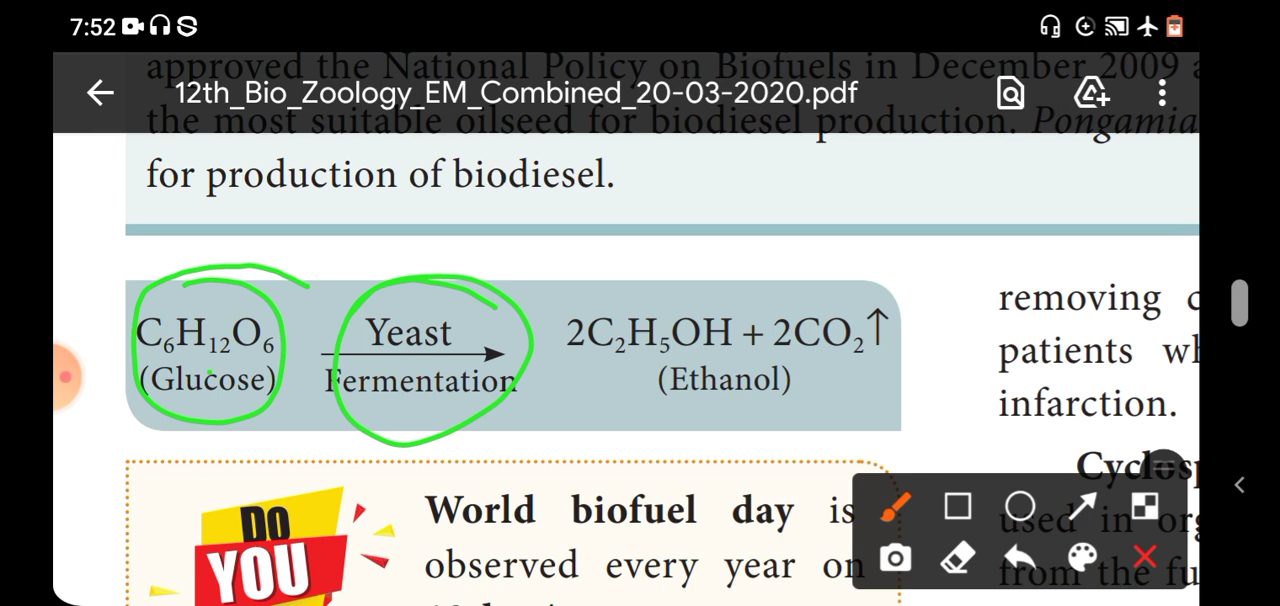 7:52
approved the National Policy on Biofuels in December 2009 a
12th_Bio_Zoology_EM_Combined_20-03-2020.pdf
the most suitable oilseed for biodiesel production. Pongamia
for production of biodiesel.
C₆H₁₂O₆ Yeast 2C₂H₅OH + 2CO₂↑
(Glucose) Fermentation (Ethanol)
World biofuel day is
observed every year on
DO
YOU
removing
patients
infarction.
used in
from the